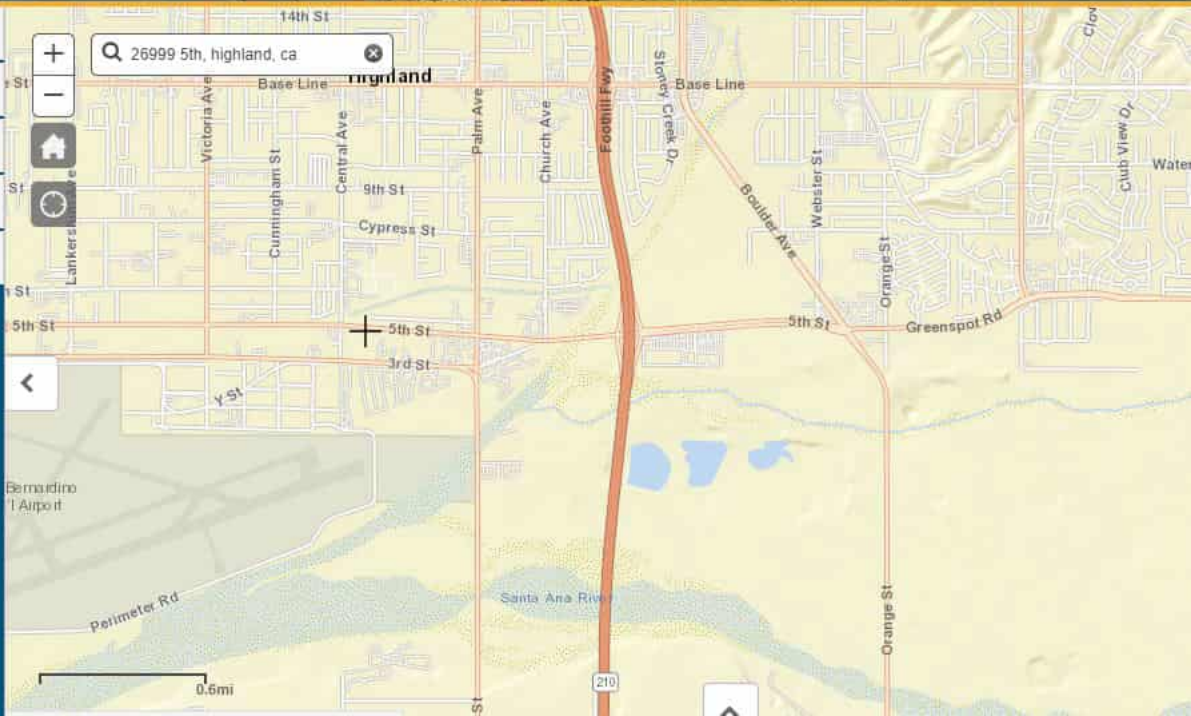 14th St
26999 5th, highland, ca
Highland
Base Line
Base Line
e St
Victoria Ave
Cunningham St
Central Ave
Palm Ave
Church Ave
Foothill Fwy
Stoney Creek Dr
Boulder Ave
Webster St
Orange St
Club View Dr
Water
9th St
St
Cypress St
5th St
5th St
5th St
Greenspot Rd
3rd St
Y St
Bernardino
'l Airport
Perimeter Rd
Santa Ana River
Orange St
0.6mi
210
St